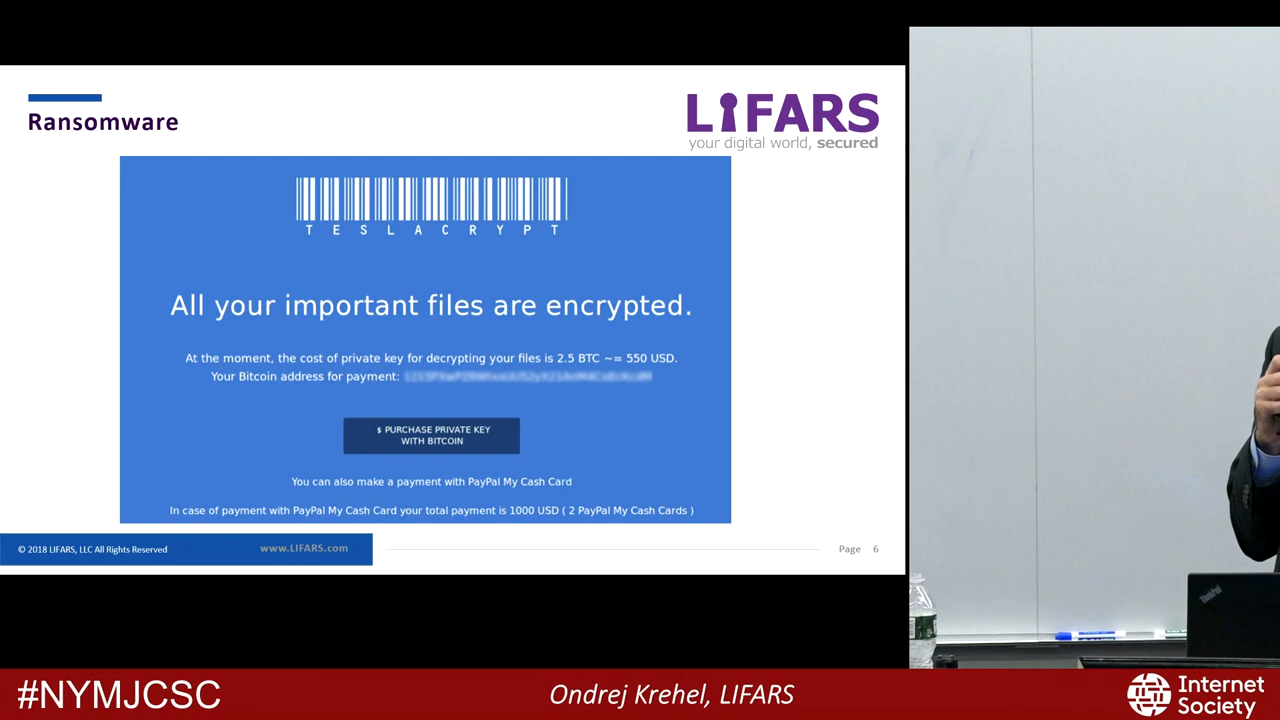 Ransomware
LIFARS
your digital world, secured
TESLACRYPT
All your important files are encrypted.
At the moment, the cost of private key for decrypting your files is 2.5 BTC ~= 550 USD.
Your Bitcoin address for payment:
$ PURCHASE PRIVATE KEY
WITH BITCOIN
You can also make a payment with PayPal My Cash Card
In case of payment with PayPal My Cash Card your total payment is 1000 USD ( 2 PayPal My Cash Cards )
© 2018 LIFARS, LLC All Rights Reserved
www.LIFARS.com
Page 6
ThinkPad
#NYMJCSC
Ondrej Krehel, LIFARS
Internet
Society